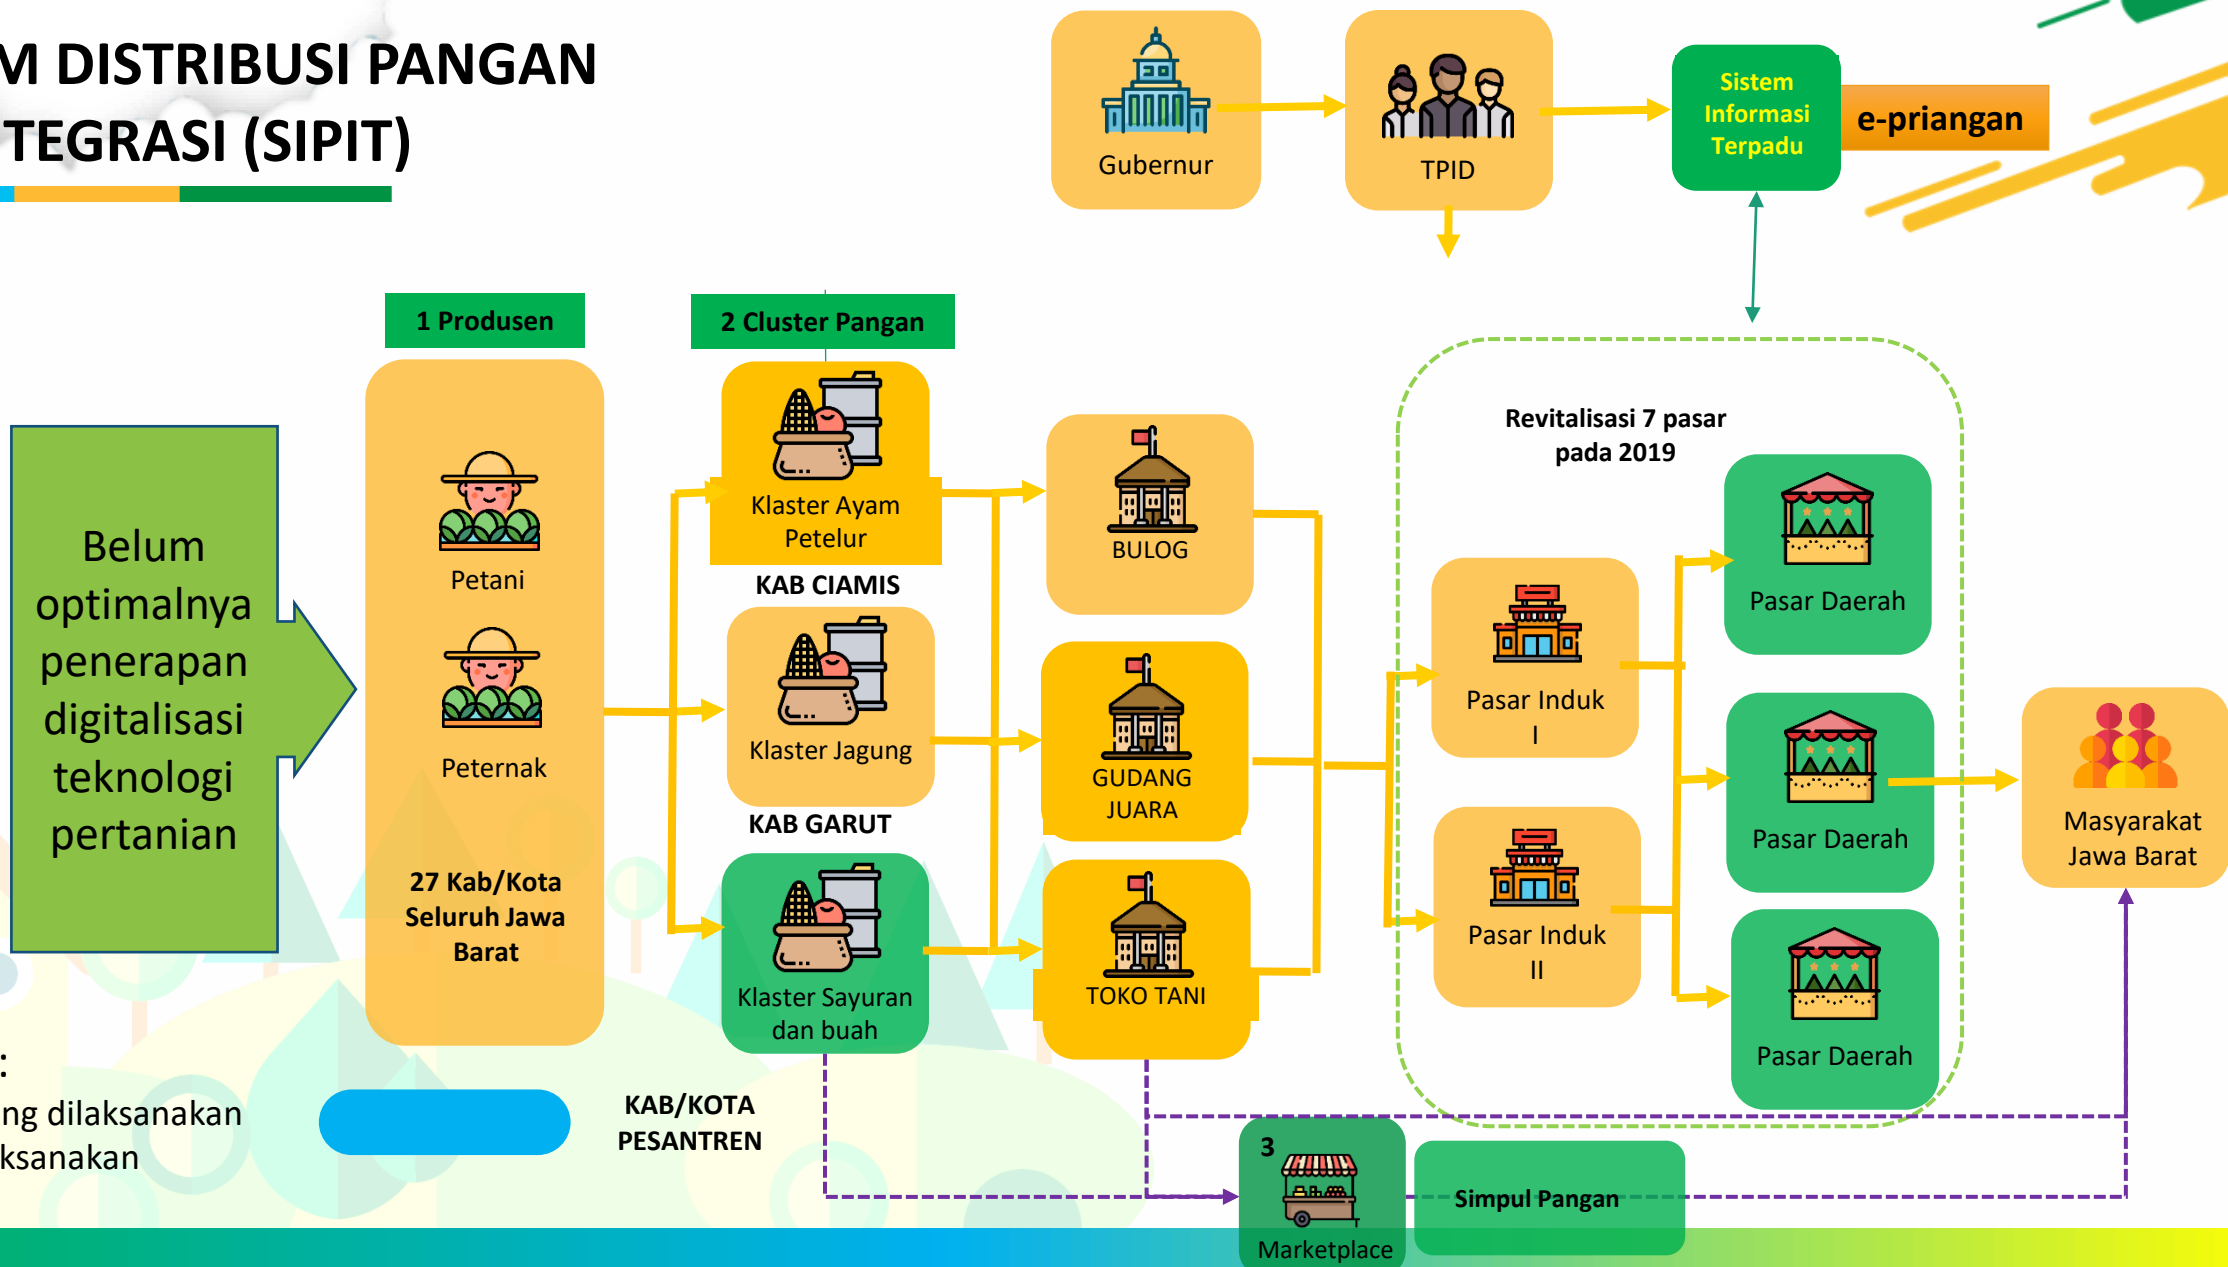 M DISTRIBUSI PANGAN
TEGRASI (SIPIT)
Gubernur
TPID
Sistem
Informasi
Terpadu
e-priangan
1 Produsen
2 Cluster Pangan
Belum
optimalnya
penerapan
digitalisasi
teknologi
pertanian
Petani
Peternak
27 Kab/Kota
Seluruh Jawa
Barat
Klaster Ayam
Petelur
KAB CIAMIS
Klaster Jagung
KAB GARUT
Klaster Sayuran
dan buah
BULOG
GUDANG
JUARA
TOKO TANI
Revitalisasi 7 pasar
pada 2019
Pasar Induk
I
Pasar Induk
II
Pasar Daerah
Pasar Daerah
Pasar Daerah
Masyarakat
Jawa Barat
:
ng dilaksanakan
ksanakan
KAB/KOTA
PESANTREN
3
Marketplace
Simpul Pangan